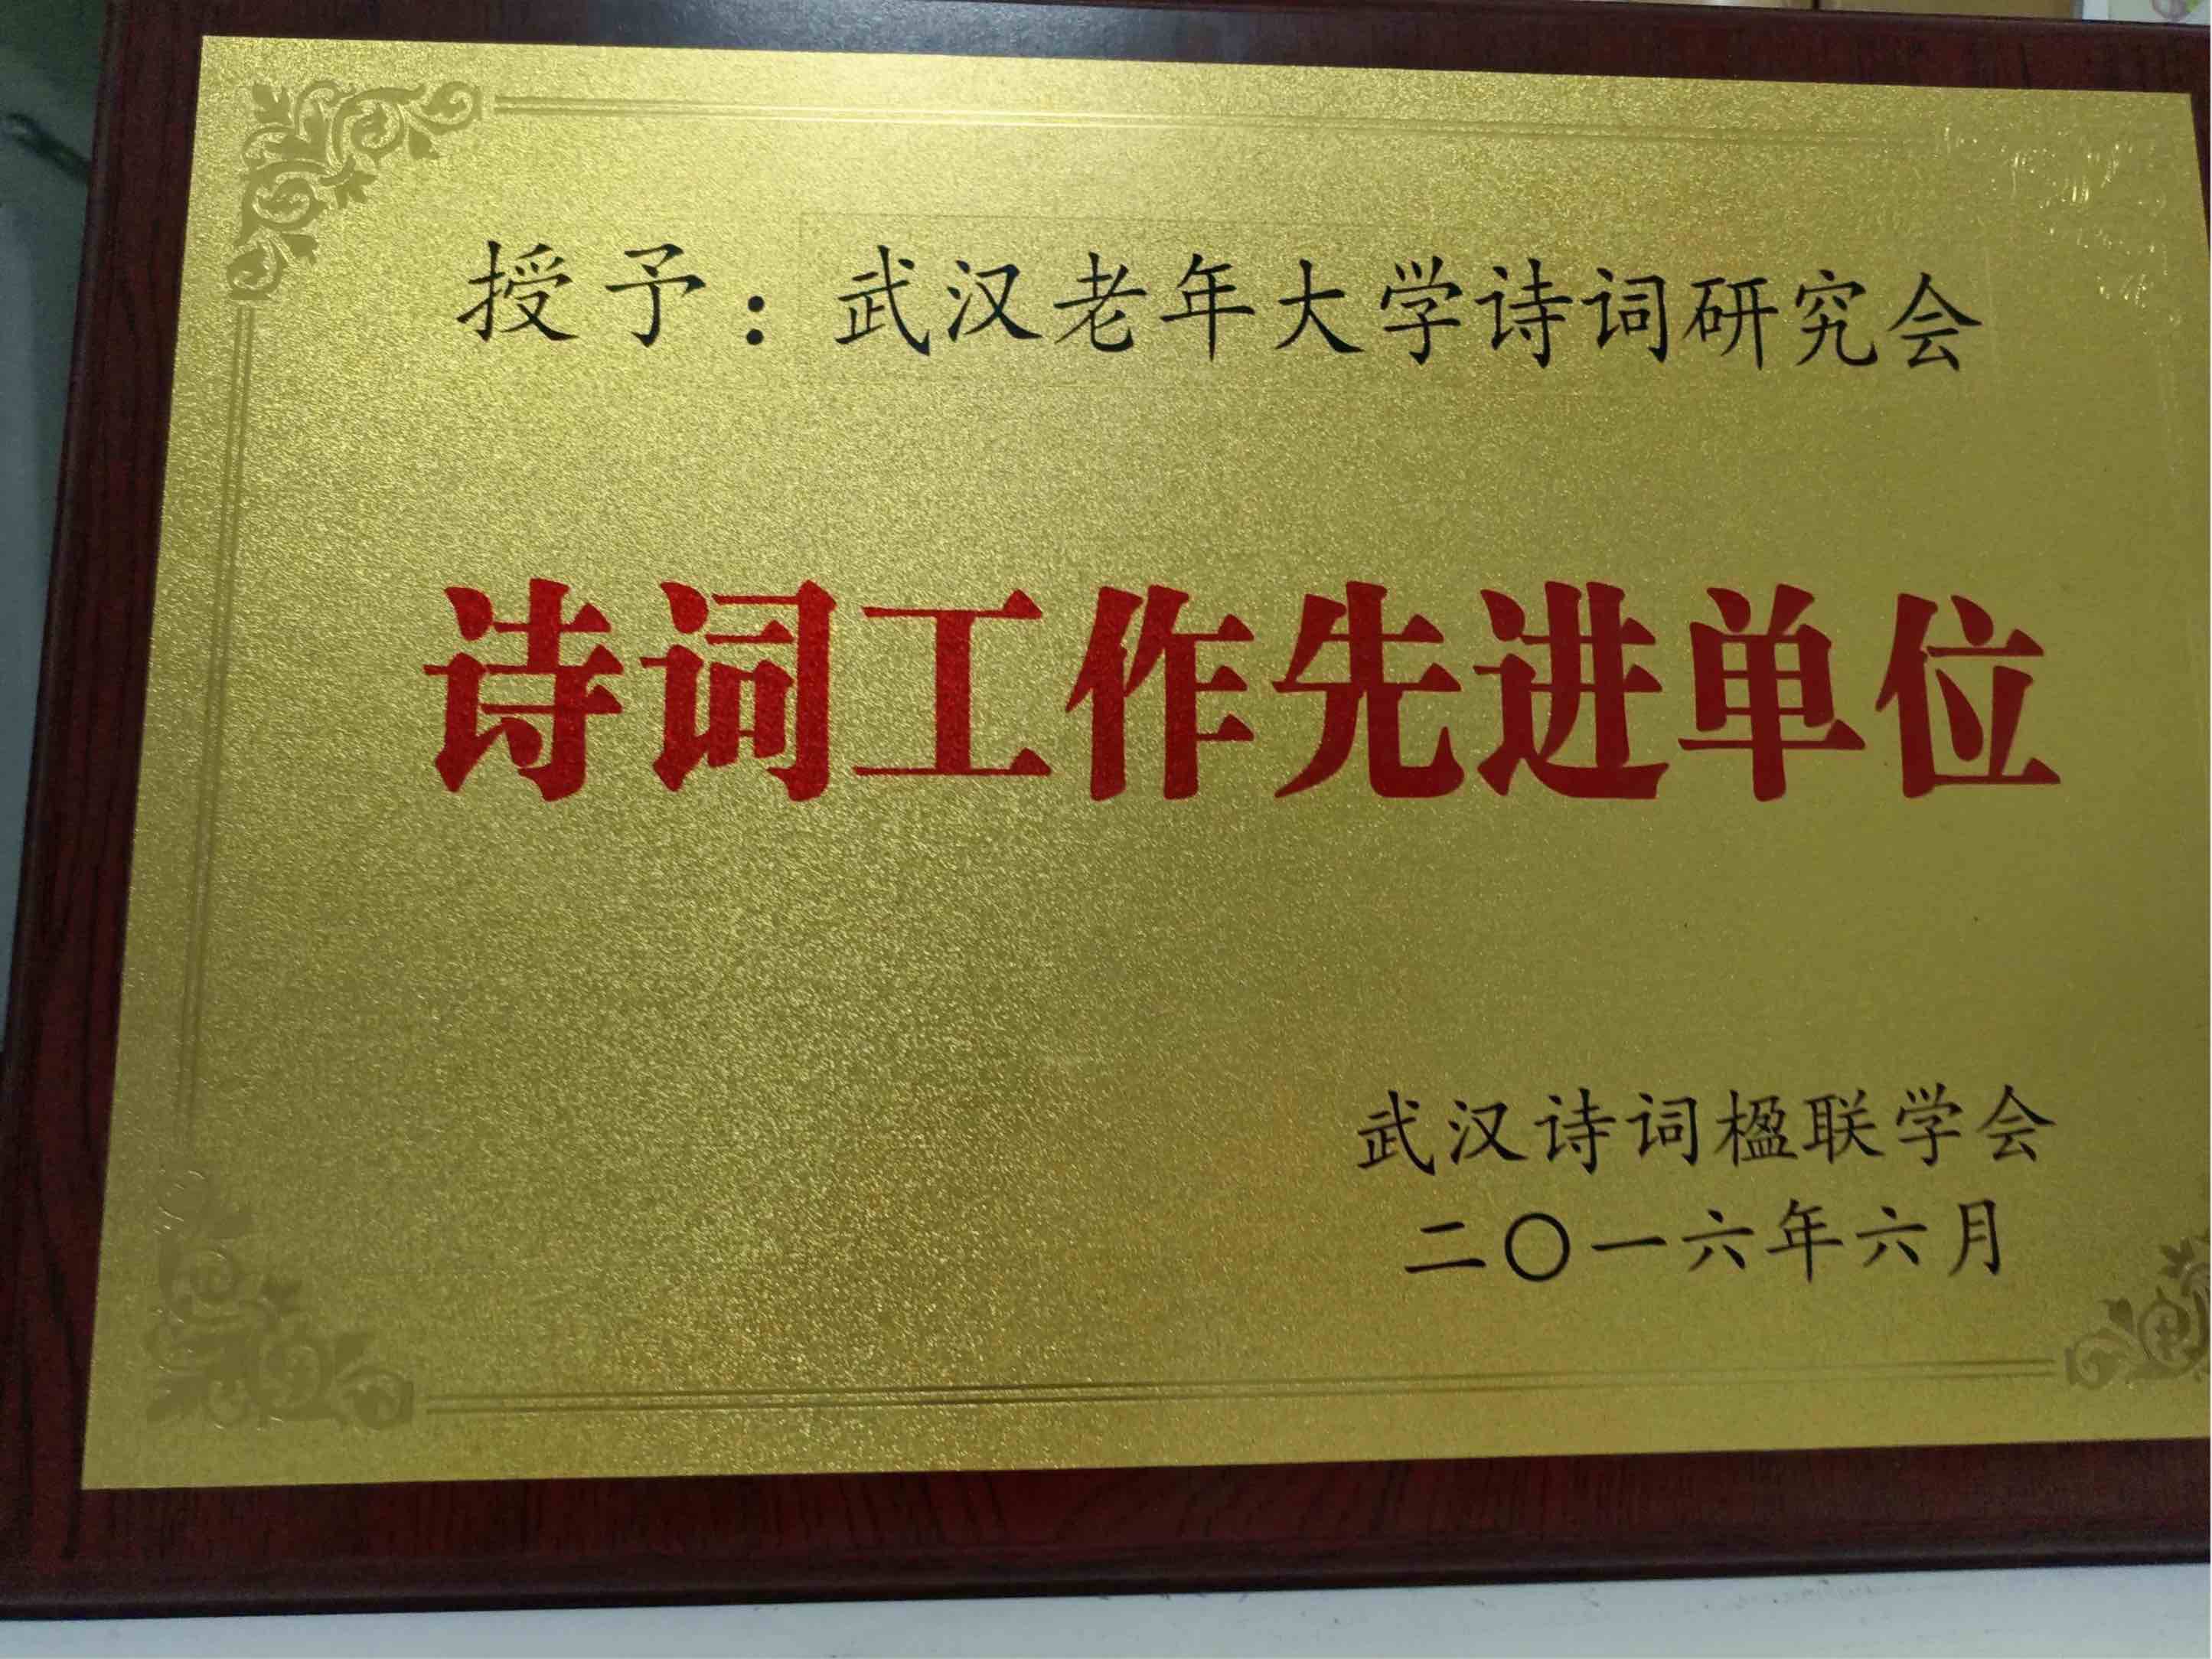 授予：武汉老年大学诗词研究会
诗词工作先进单位
武汉诗词楹联学会
二〇一六年六月